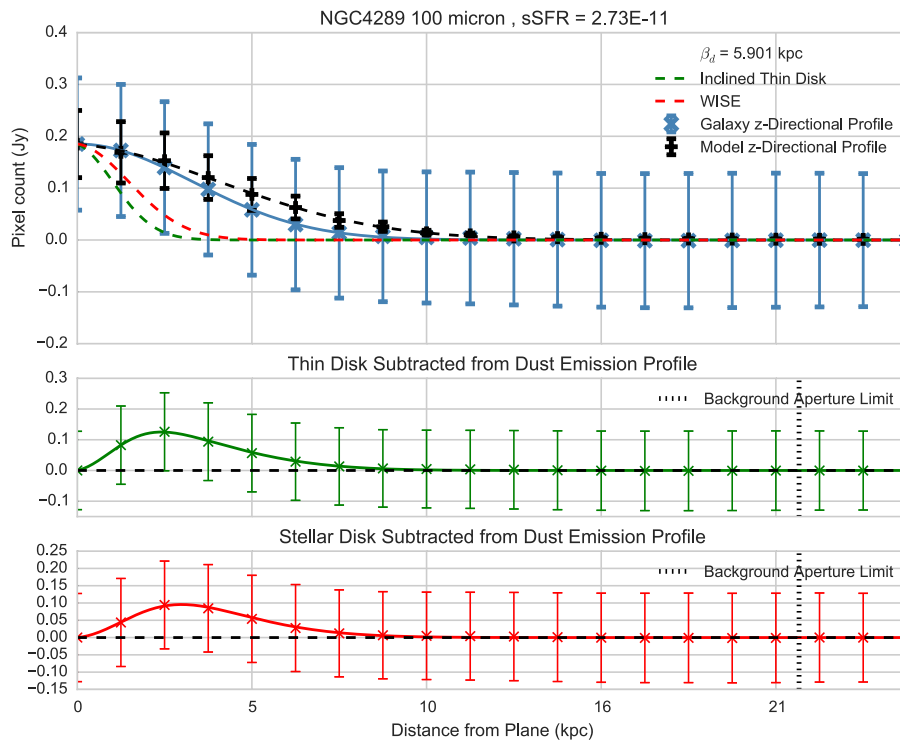 NGC4289 100 micron , sSFR = 2.73E-11
β_d = 5.901 kpc
Inclined Thin Disk
WISE
Galaxy z-Directional Profile
Model z-Directional Profile
Pixel count (Jy)
0.4
0.3
0.2
0.1
0.0
−0.1
−0.2
Thin Disk Subtracted from Dust Emission Profile
Background Aperture Limit
0.3
0.2
0.1
0.0
−0.1
Stellar Disk Subtracted from Dust Emission Profile
Background Aperture Limit
0.25
0.20
0.15
0.10
0.05
0.00
−0.05
−0.10
−0.15
0 5 10 16 21
Distance from Plane (kpc)